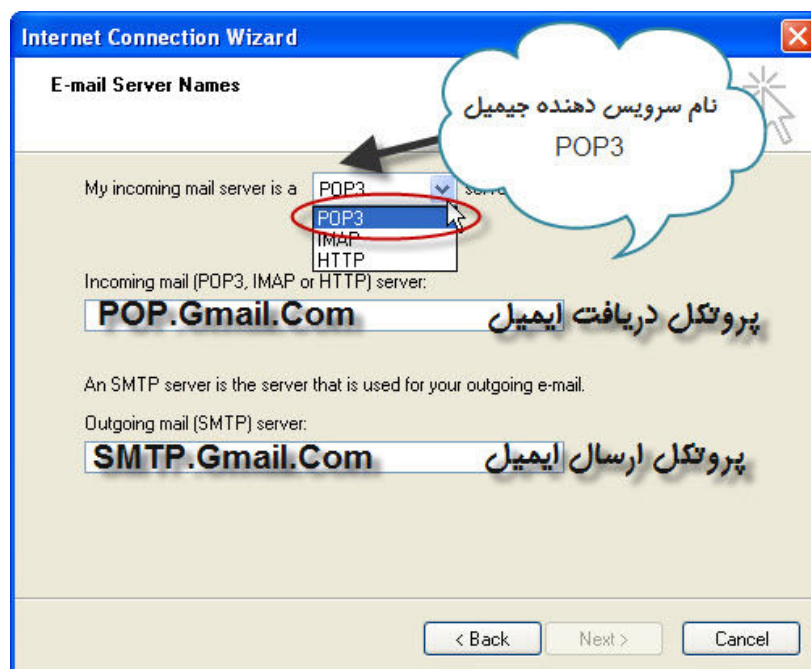 Internet Connection Wizard
E-mail Server Names
نام سرویس دهنده جیمیل
POP3
My incoming mail server is a POP3
POP3
IMAP
HTTP
Incoming mail (POP3, IMAP or HTTP) server:
POP.Gmail.Com پروتکل دریافت ایمیل
An SMTP server is the server that is used for your outgoing e-mail.
Outgoing mail (SMTP) server:
SMTP.Gmail.Com پروتکل ارسال ایمیل
< Back Next > Cancel